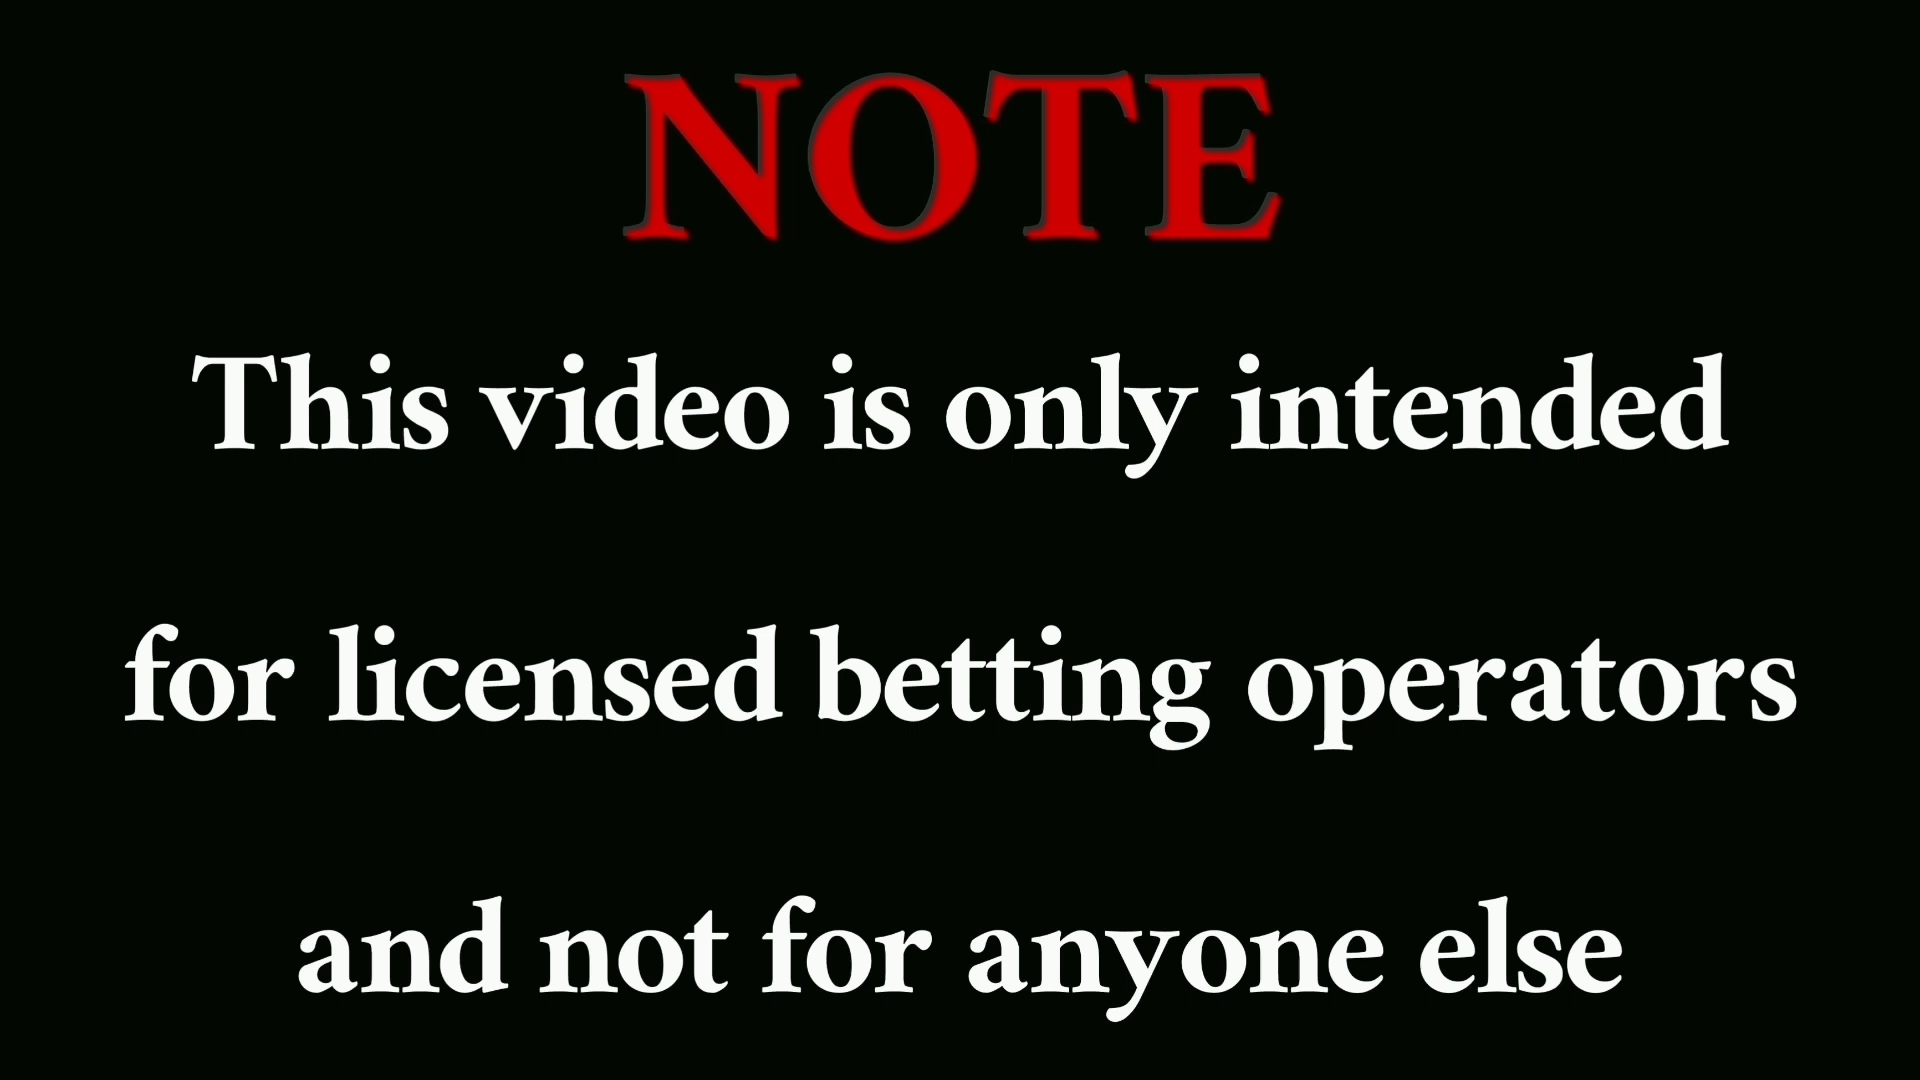 NOTE
This video is only intended
for licensed betting operators
and not for anyone else